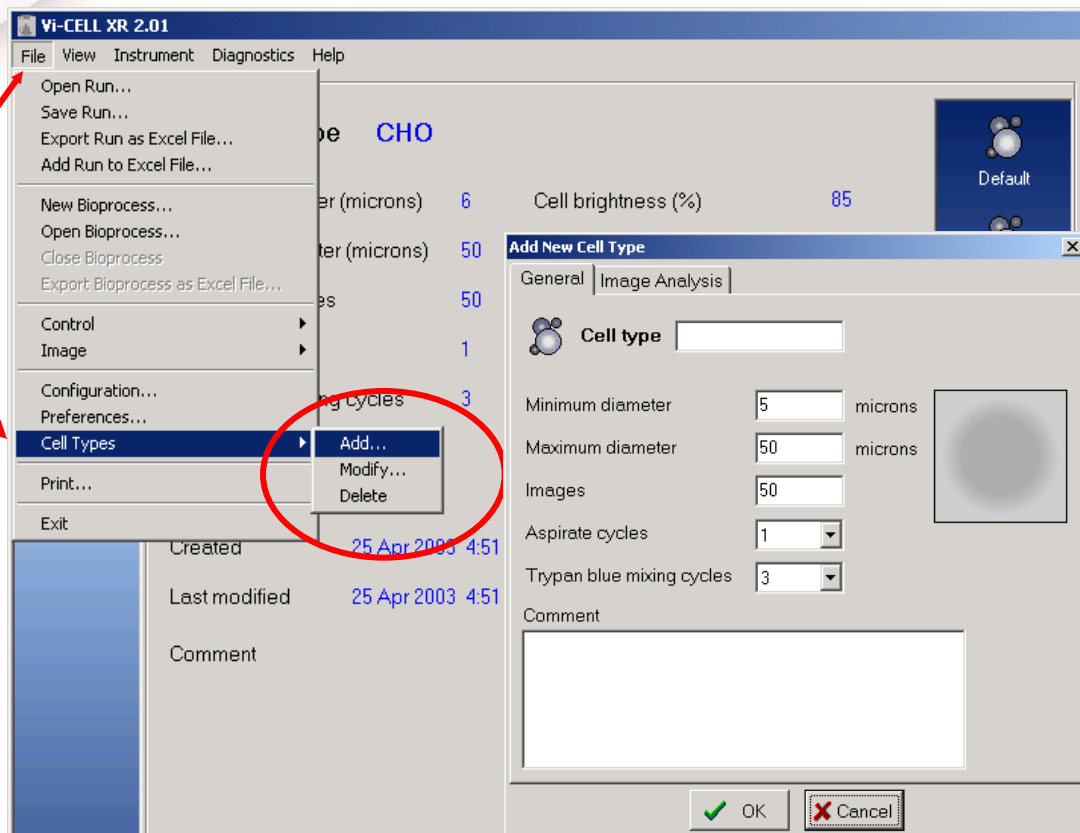 Vi-CELL XR 2.01
File View Instrument Diagnostics Help
Open Run...
Save Run...
Export Run as Excel File...
Add Run to Excel File...
New Bioprocess...
Open Bioprocess...
Close Bioprocess
Export Bioprocess as Excel File...
Control
Image
Configuration...
Preferences...
Cell Types
Print...
Exit
Add...
Modify...
Delete
CHO
(microns) 6
(microns) 50
50
1
cycles 3
Cell brightness (%) 85
Created 25 Apr 2003 4:51
Last modified 25 Apr 2003 4:51
Comment
Default
Add New Cell Type
General Image Analysis
Cell type
Minimum diameter 5 microns
Maximum diameter 50 microns
Images 50
Aspirate cycles 1
Trypan blue mixing cycles 3
Comment
OK Cancel